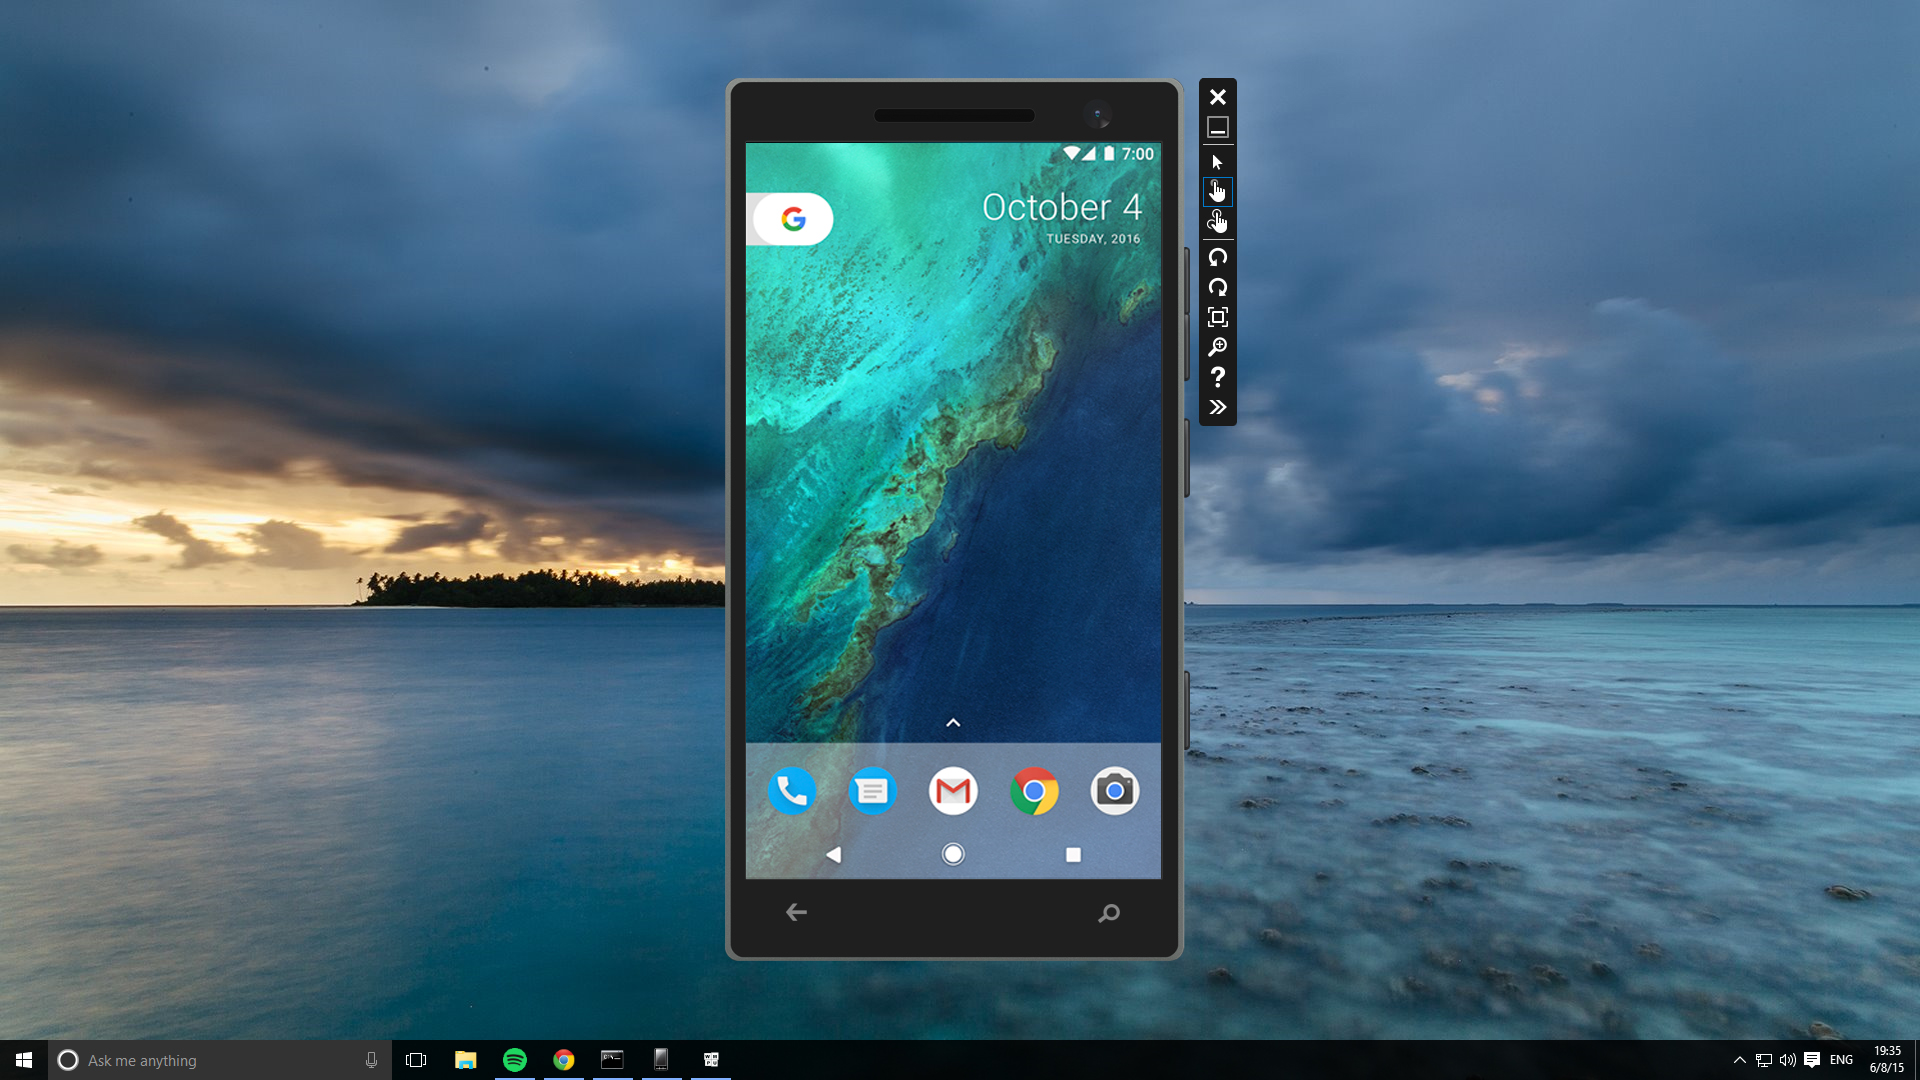 7:00
G
October 4
TUESDAY, 2016
?
Ask me anything
ENG
19:35
6/8/15